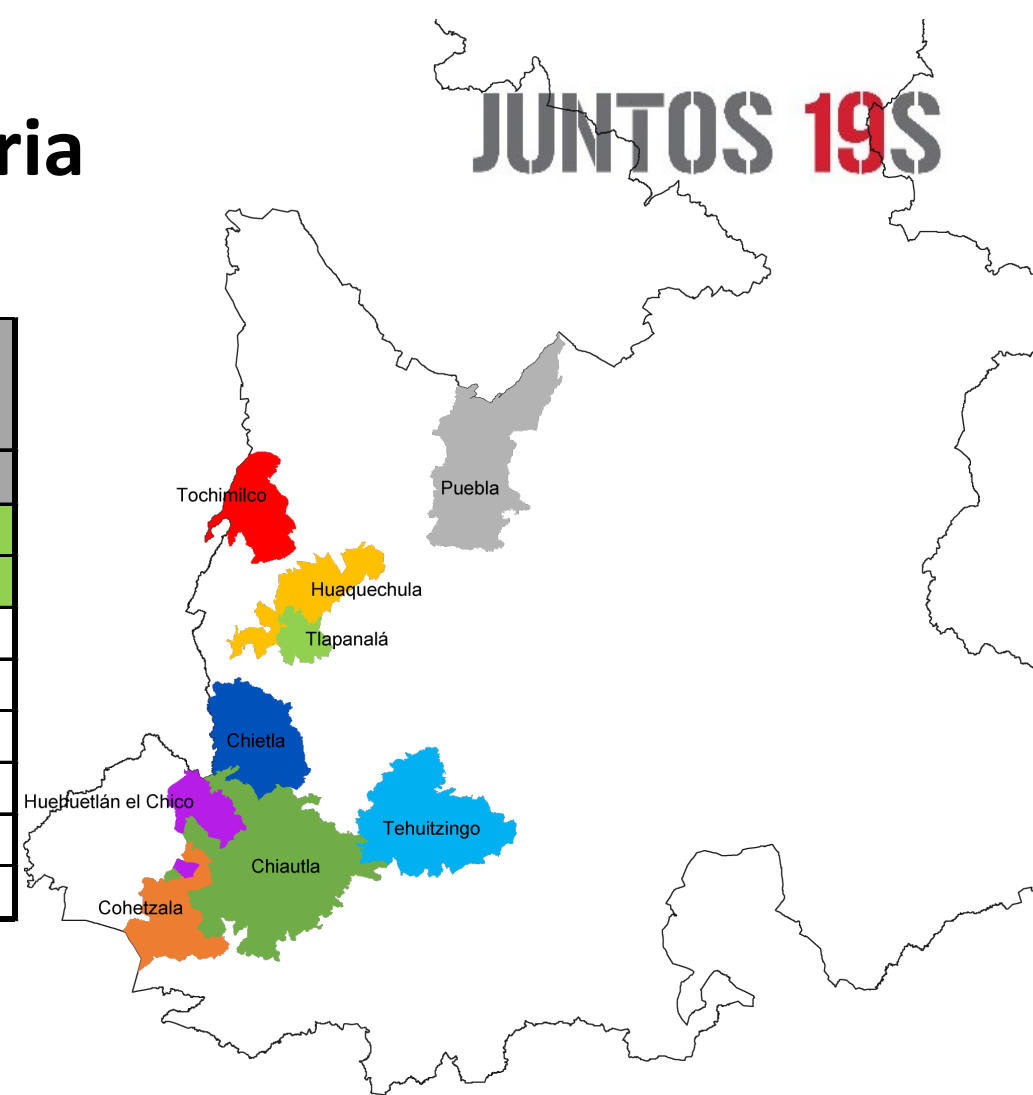 JUNTOS 19S
ria
Tochimilco
Puebla
Huaquechula
Tlapanalá
Chietla
Huehuetlán el Chico
Tehuitzingo
Chiautla
Cohetzala